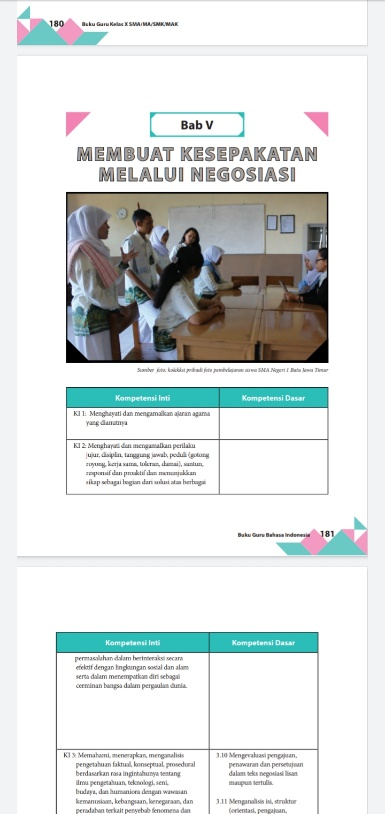 180 Buku Guru Kelas X SMA/MA/SMK/MAK
Bab V
MEMBUAT KESEPAKATAN
MELALUI NEGOSIASI
Sumber foto: koleksi pribadi foto pembelajaran siswa SMA Negeri 1 Batu Jawa Timur
Kompetensi Inti Kompetensi Dasar
KI 1: Menghayati dan mengamalkan ajaran agama
yang dianutnya
KI 2: Menghayati dan mengamalkan perilaku
jujur, disiplin, tanggung jawab, peduli (gotong
royong, kerja sama, toleran, damai), santun,
responsif dan proaktif dan menunjukkan
sikap sebagai bagian dari solusi atas berbagai
Buku Guru Bahasa Indonesia 181
Kompetensi Inti Kompetensi Dasar
permasalahan dalam berinteraksi secara
efektif dengan lingkungan sosial dan alam
serta dalam menempatkan diri sebagai
cerminan bangsa dalam pergaulan dunia.
KI 3: Memahami, menerapkan, menganalisis
pengetahuan faktual, konseptual, prosedural
berdasarkan rasa ingintahunya tentang
ilmu pengetahuan, teknologi, seni,
budaya, dan humaniora dengan wawasan
kemanusiaan, kebangsaan, kenegaraan, dan
peradaban terkait penyebab fenomena dan
3.10 Mengevaluasi pengajuan,
penawaran dan persetujuan
dalam teks negosiasi lisan
maupun tertulis.
3.11 Menganalisis isi, struktur
(orientasi, pengajuan,